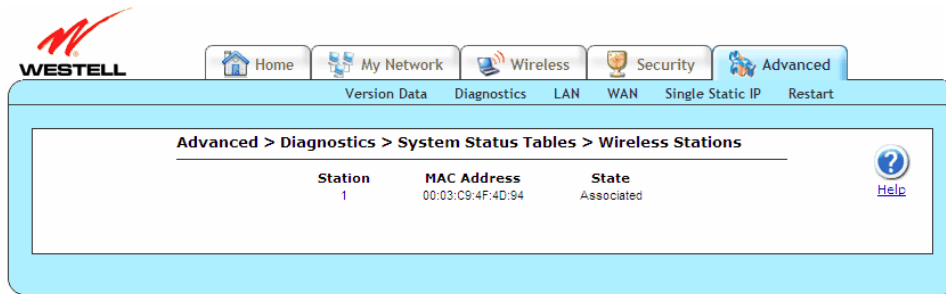 WESTELL
Home My Network Wireless Security Advanced
Version Data Diagnostics LAN WAN Single Static IP Restart
Advanced > Diagnostics > System Status Tables > Wireless Stations
Station MAC Address State
1 00:03:C9:4F:4D:94 Associated
? Help